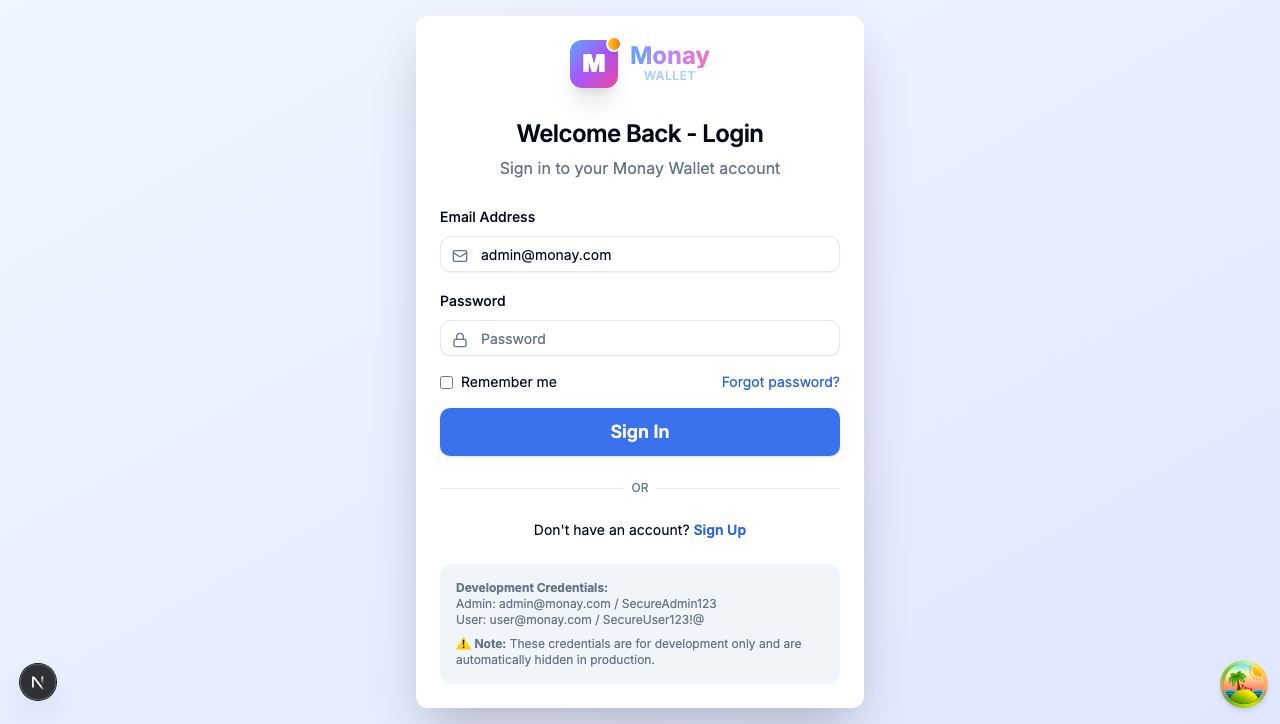 M
Monay
WALLET
Welcome Back - Login
Sign in to your Monay Wallet account
Email Address
admin@monay.com
Password
Password
Remember me
Forgot password?
Sign In
OR
Don't have an account? Sign Up
Development Credentials:
Admin: admin@monay.com / SecureAdmin123
User: user@monay.com / SecureUser123!@
⚠️ Note: These credentials are for development only and are
automatically hidden in production.
N